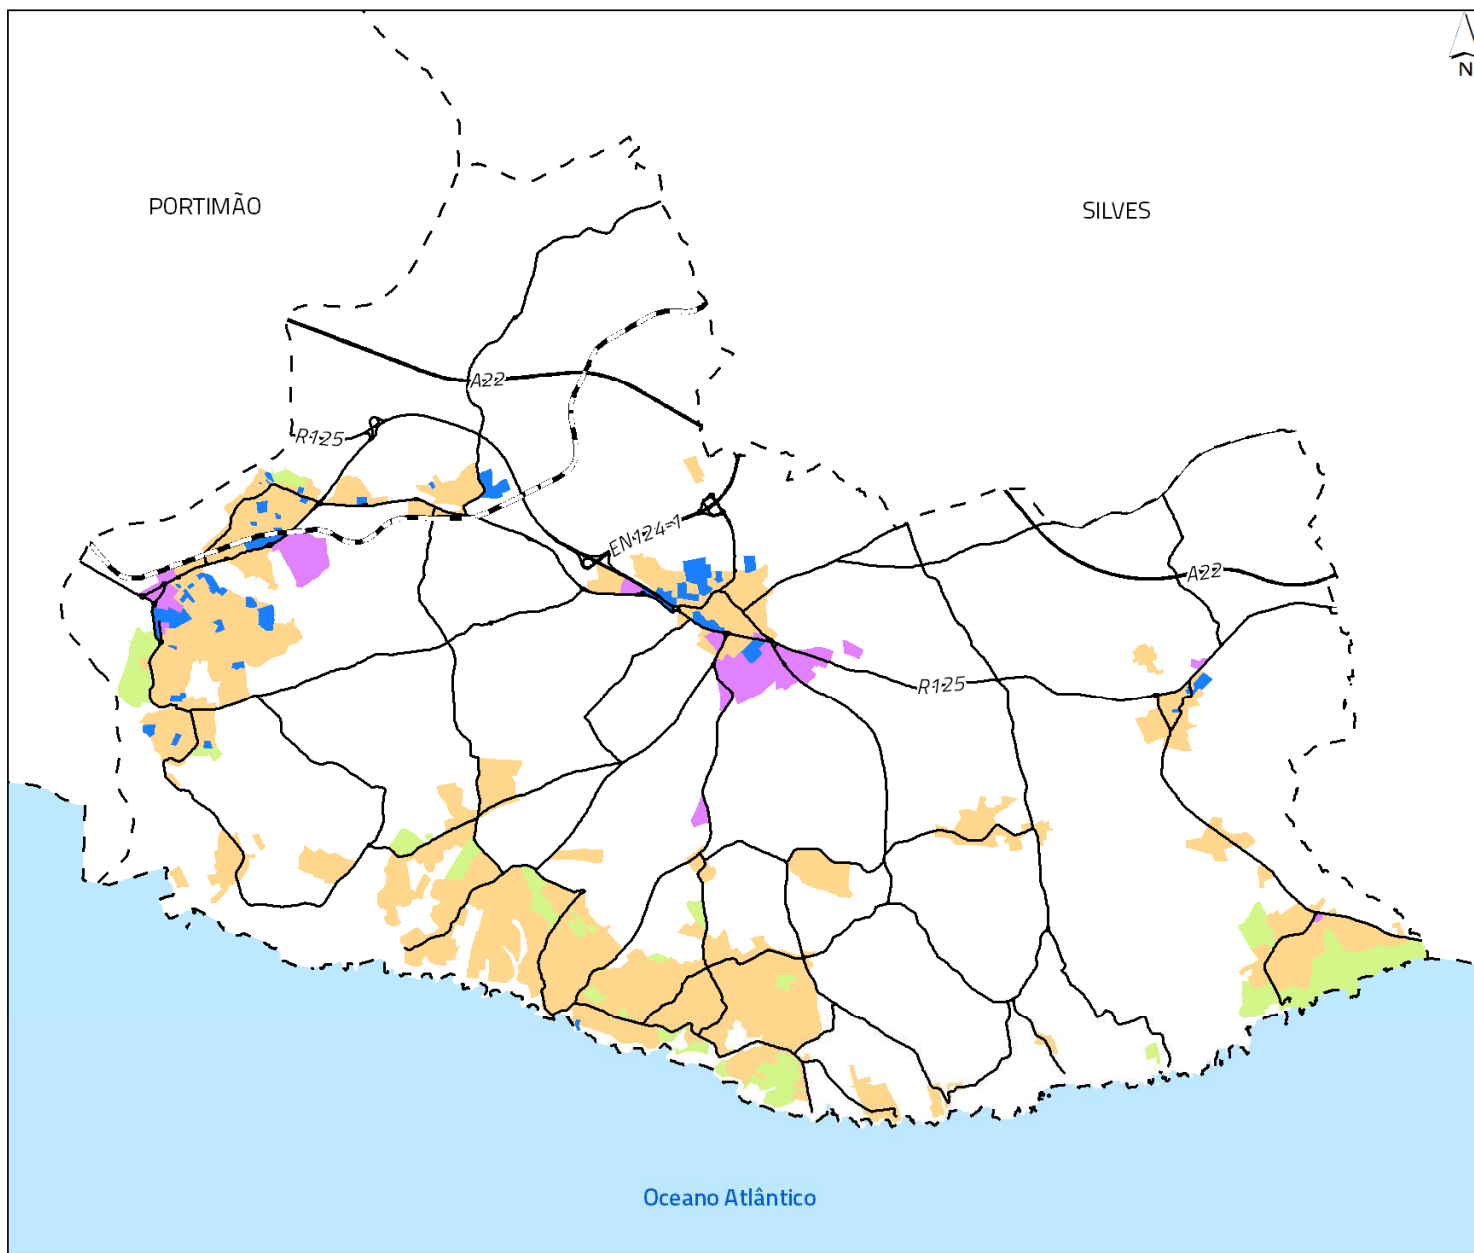 N
PORTIMÃO
SILVES
A22
R125
EN124-1
A22
R125
Oceano Atlântico